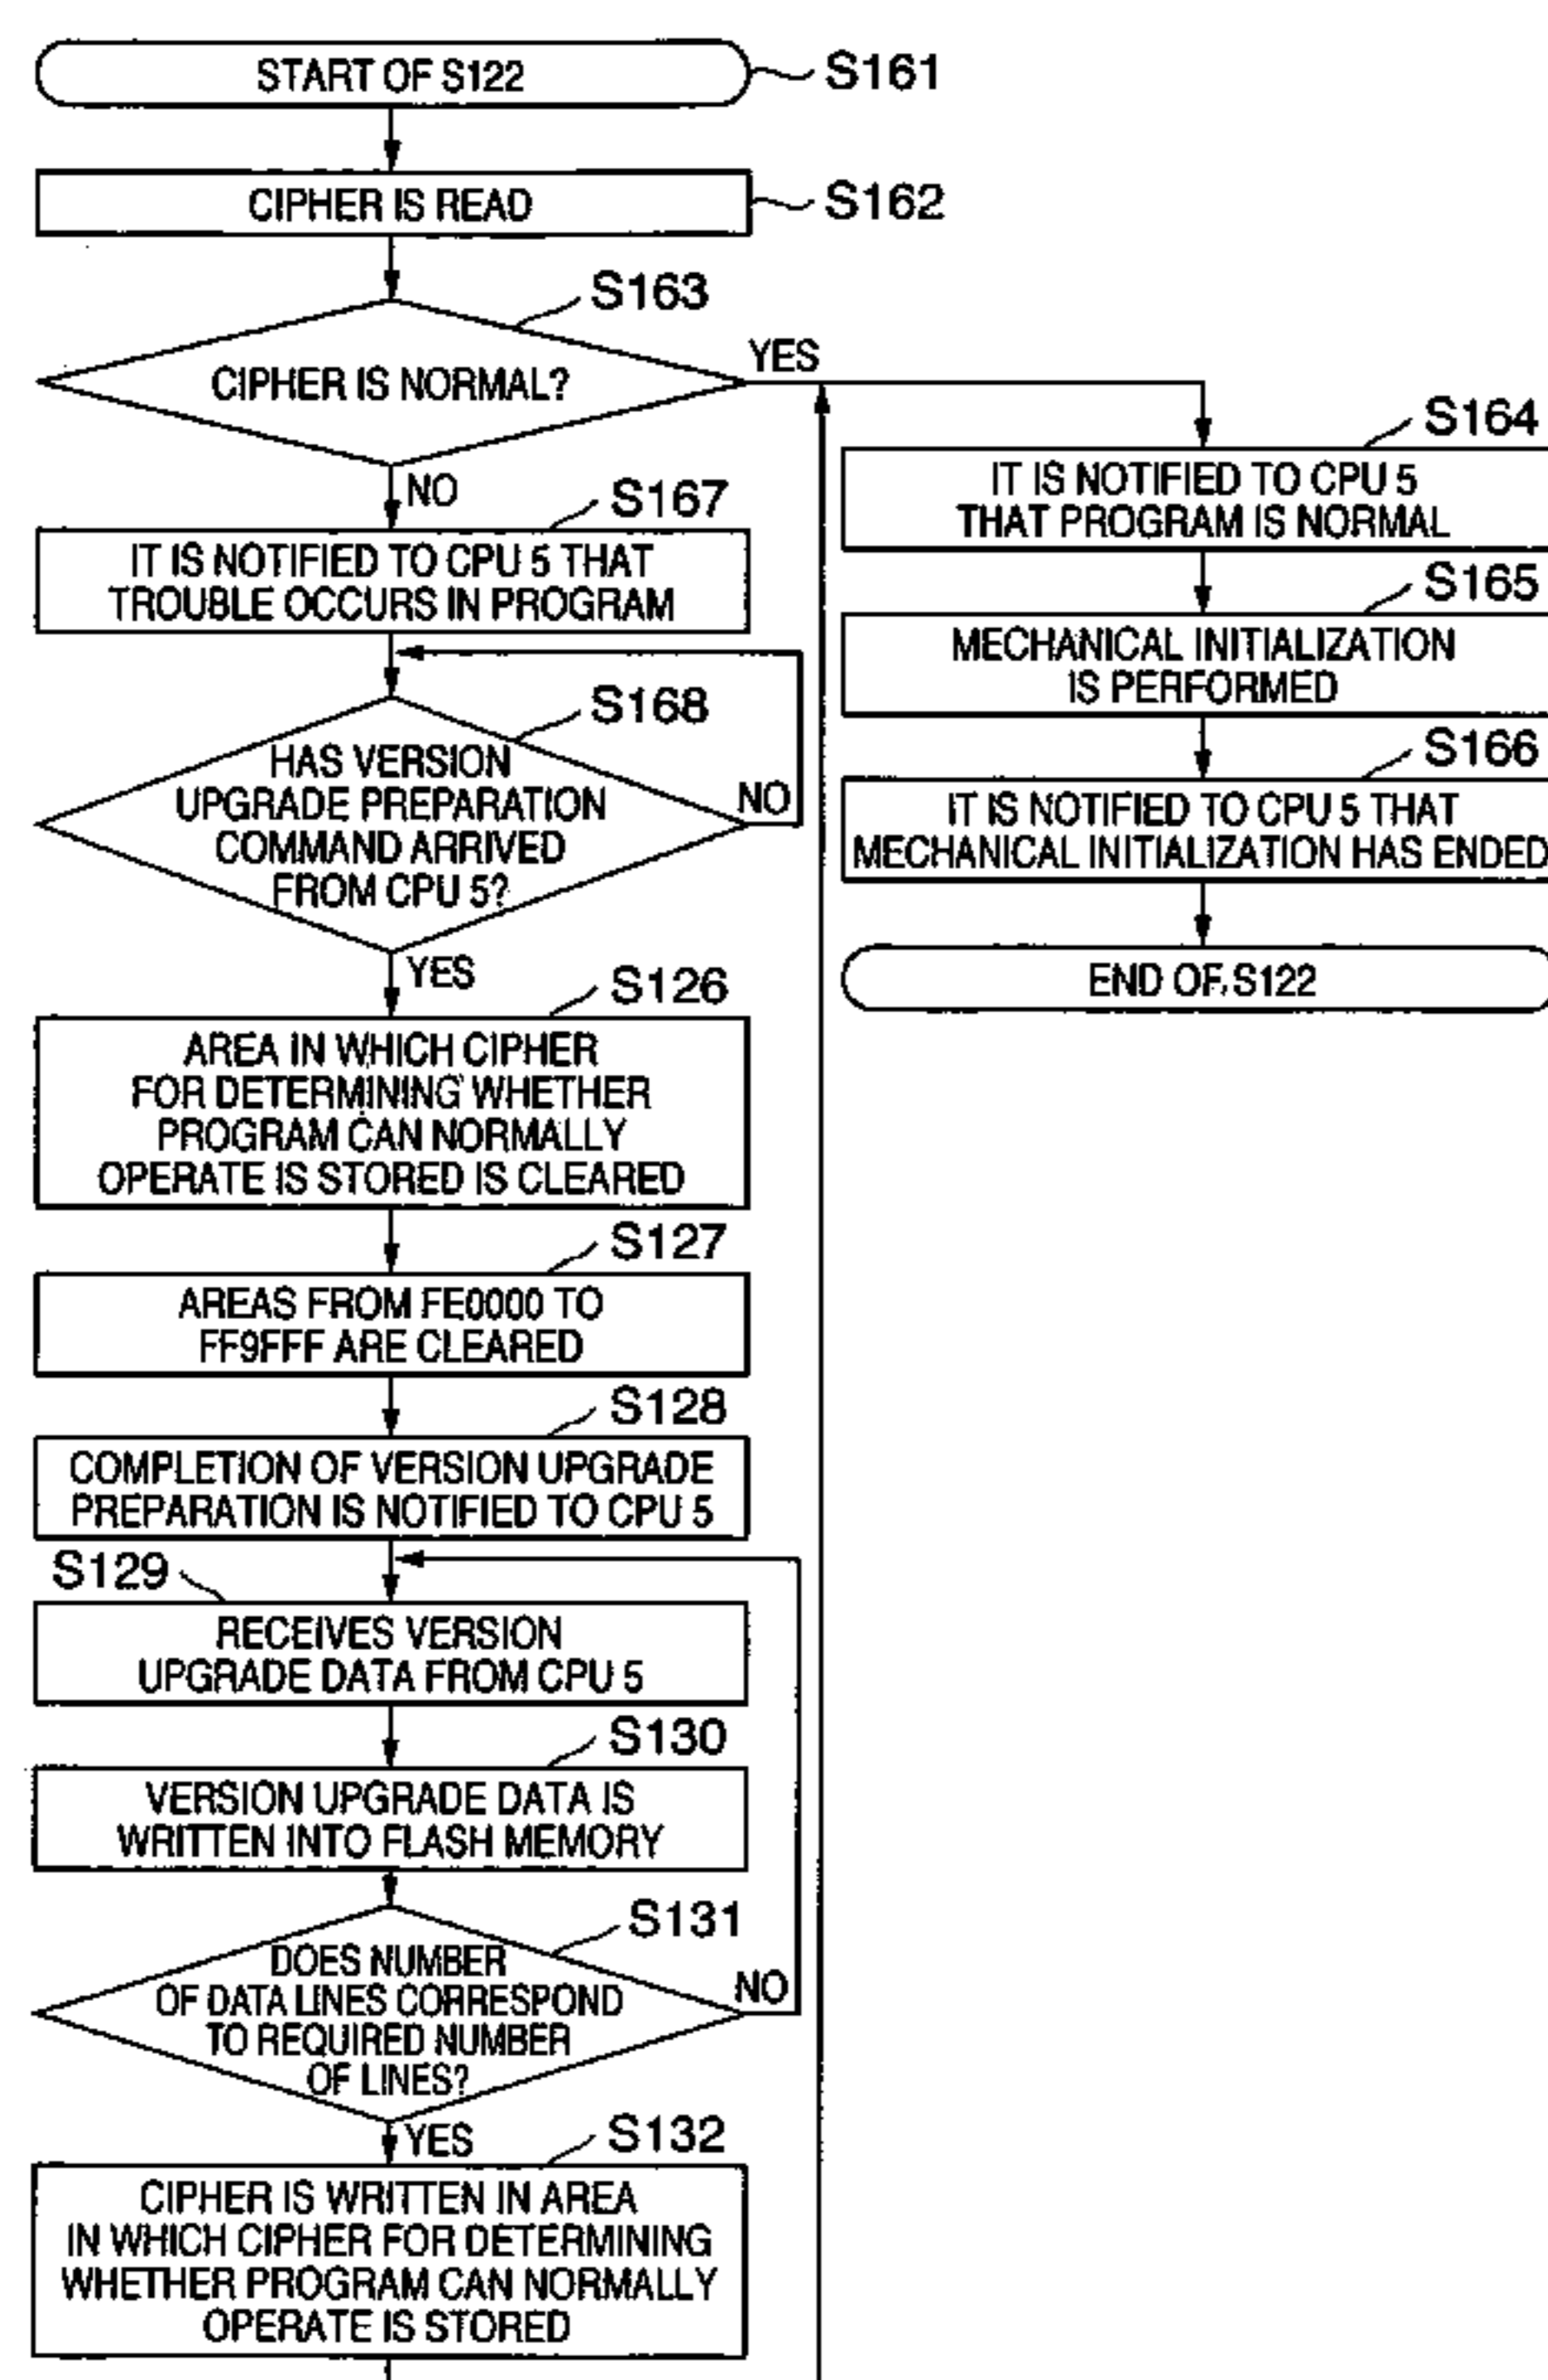 START OF S122
S161
CIPHER IS READ
S162
S163
CIPHER IS NORMAL?
YES
NO
S167
IT IS NOTIFIED TO CPU 5 THAT
TROUBLE OCCURS IN PROGRAM
S168
HAS VERSION
UPGRADE PREPARATION
COMMAND ARRIVED
FROM CPU 5?
NO
YES
S126
AREA IN WHICH CIPHER
FOR DETERMINING WHETHER
PROGRAM CAN NORMALLY
OPERATE IS STORED IS CLEARED
S127
AREAS FROM FE0000 TO
FF9FFF ARE CLEARED
S128
COMPLETION OF VERSION UPGRADE
PREPARATION IS NOTIFIED TO CPU 5
S129
RECEIVES VERSION
UPGRADE DATA FROM CPU 5
S130
VERSION UPGRADE DATA IS
WRITTEN INTO FLASH MEMORY
S131
DOES NUMBER
OF DATA LINES CORRESPOND
TO REQUIRED NUMBER
OF LINES?
NO
YES
S132
CIPHER IS WRITTEN IN AREA
IN WHICH CIPHER FOR DETERMINING
WHETHER PROGRAM CAN NORMALLY
OPERATE IS STORED
S164
IT IS NOTIFIED TO CPU 5
THAT PROGRAM IS NORMAL
S165
MECHANICAL INITIALIZATION
IS PERFORMED
S166
IT IS NOTIFIED TO CPU 5 THAT
MECHANICAL INITIALIZATION HAS ENDED
END OF S122